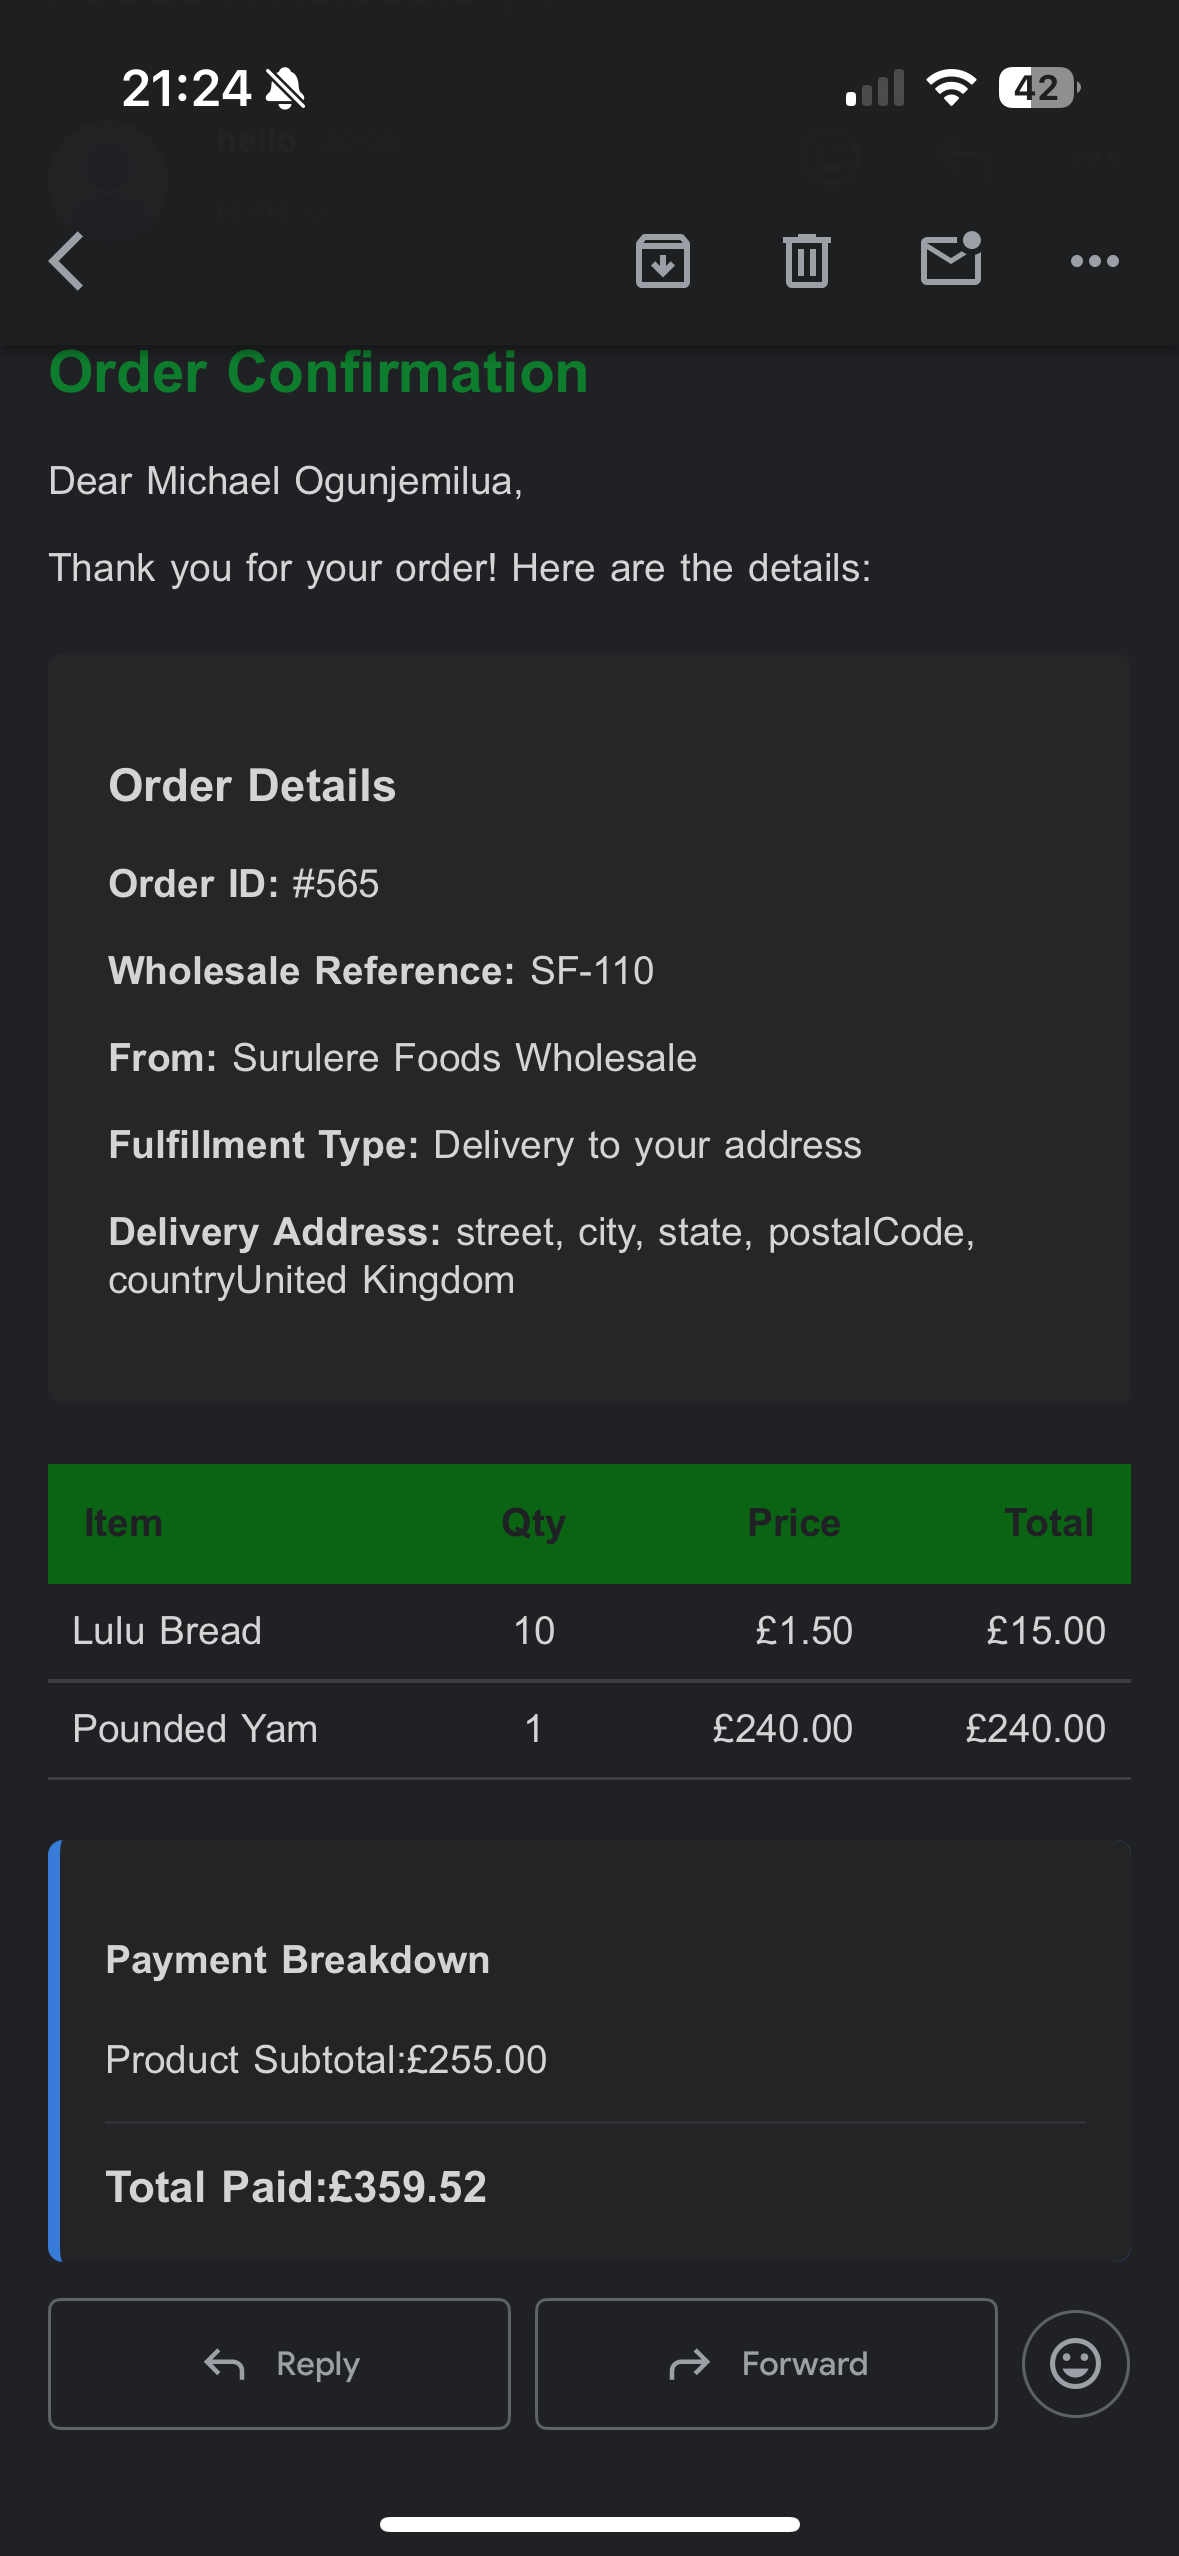 21:24
42
hello
Order Confirmation
Dear Michael Ogunjemilua,
Thank you for your order! Here are the details:
Order Details
Order ID: #565
Wholesale Reference: SF-110
From: Surulere Foods Wholesale
Fulfillment Type: Delivery to your address
Delivery Address: street, city, state, postalCode,
countryUnited Kingdom
Item Qty Price Total
Lulu Bread 10 £1.50 £15.00
Pounded Yam 1 £240.00 £240.00
Payment Breakdown
Product Subtotal:£255.00
Total Paid:£359.52
Reply Forward